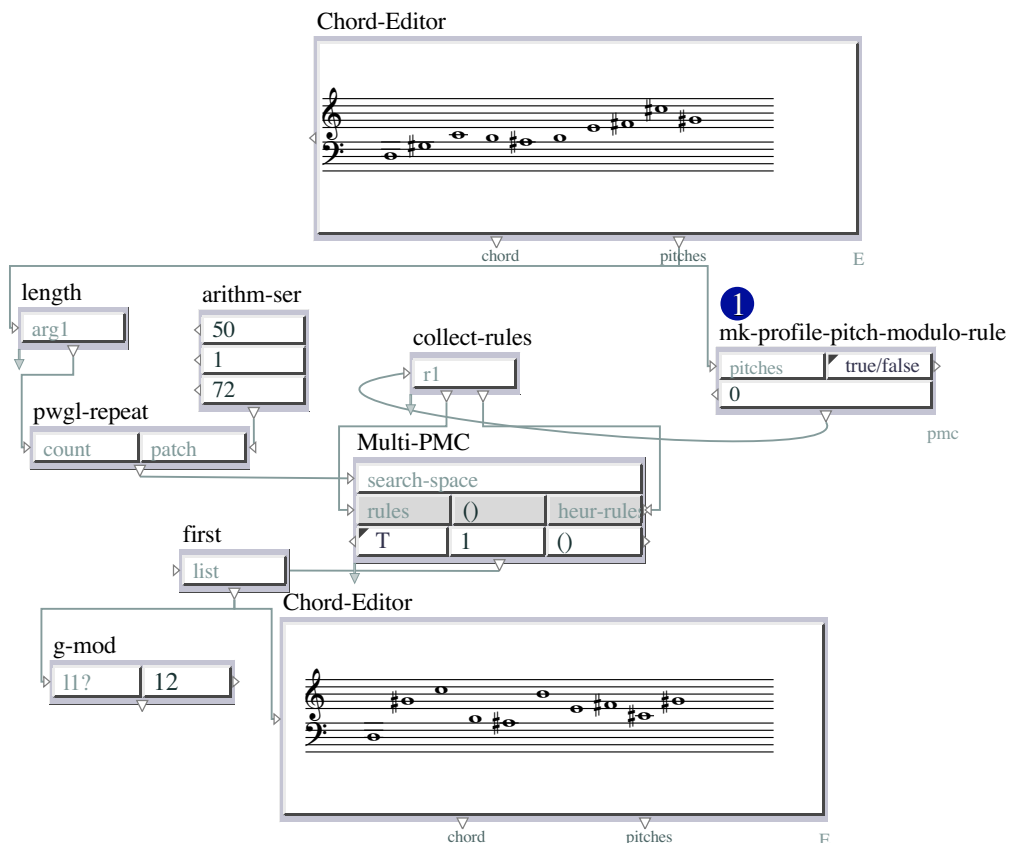 Chord-Editor
chord
pitches
E
length
arg1
arithm-ser
50
1
72
1
mk-profile-pitch-modulo-rule
pitches
true/false
0
pmc
collect-rules
r1
pwgl-repeat
count
patch
Multi-PMC
search-space
rules
()
heur-rules
T
1
()
first
list
Chord-Editor
g-mod
l1?
12
chord
pitches
E